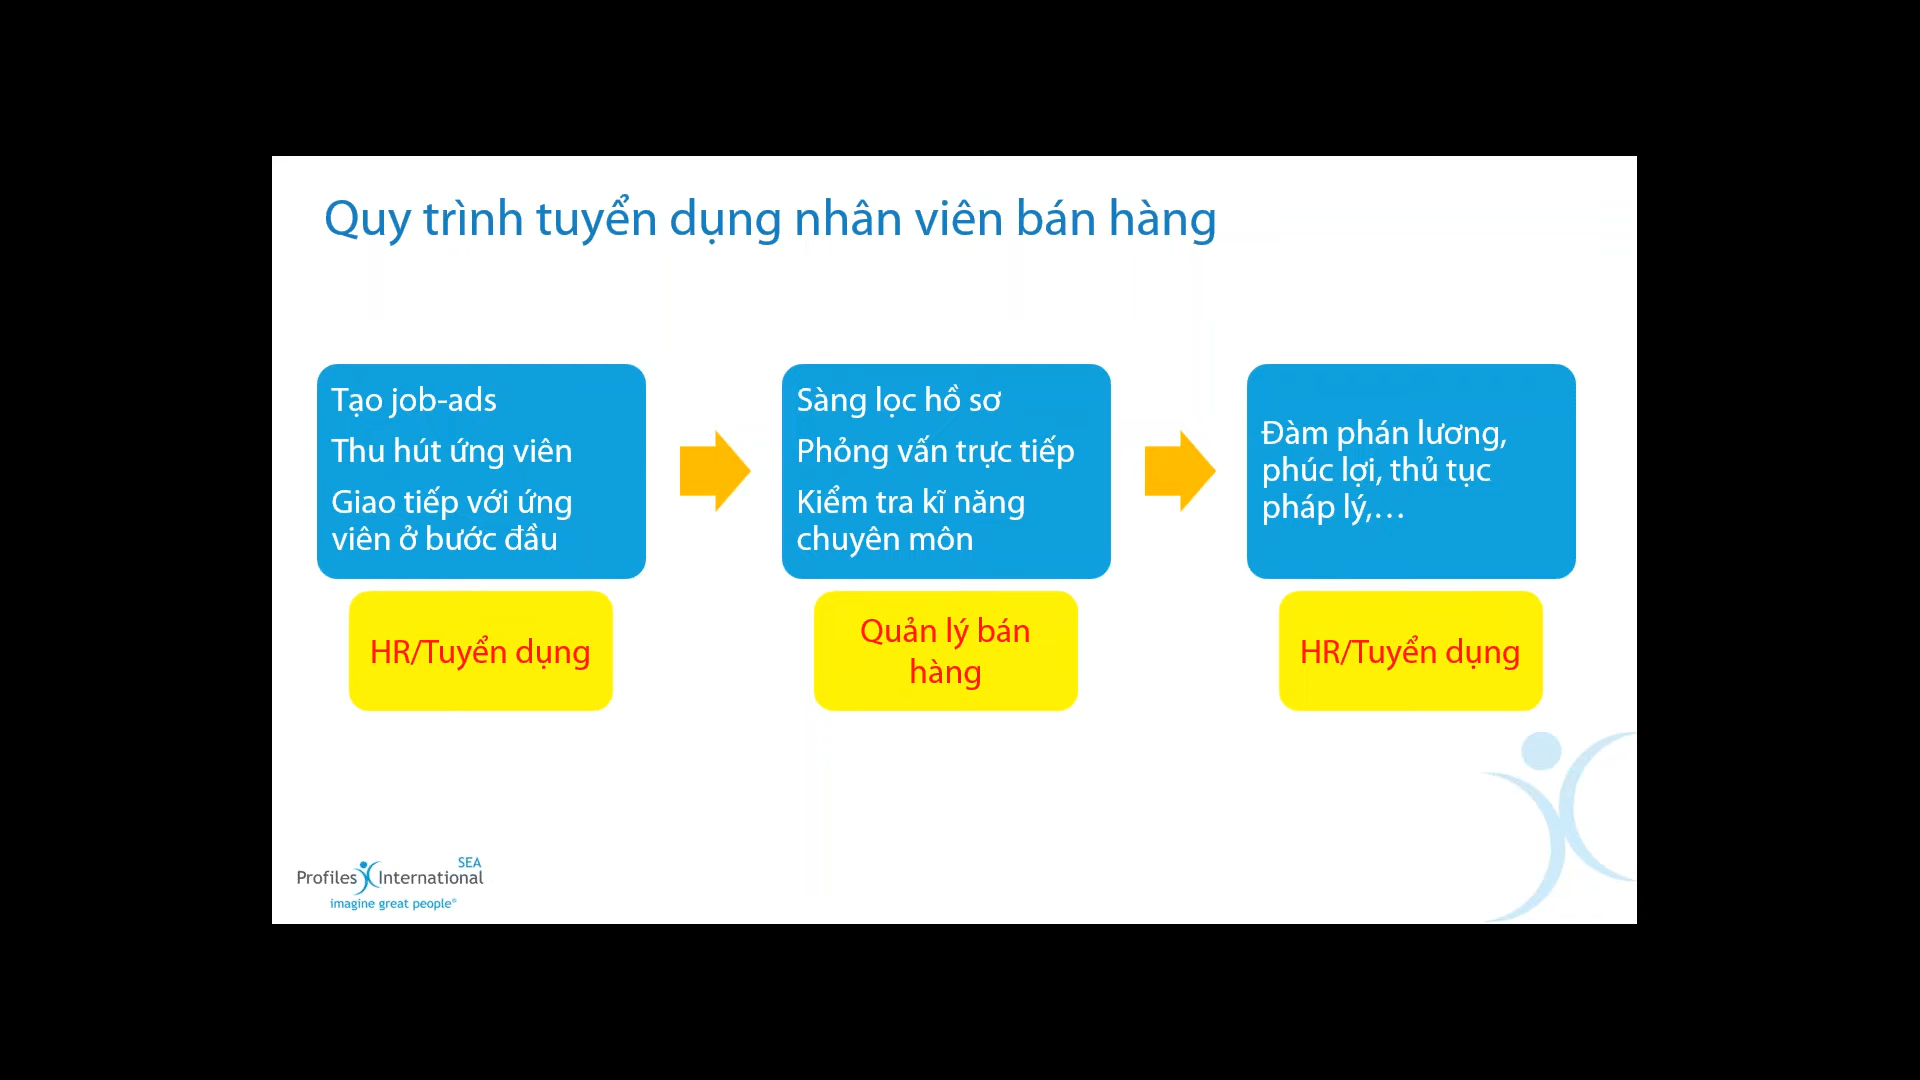 Quy trình tuyển dụng nhân viên bán hàng
Tạo job-ads
Thu hút ứng viên
Giao tiếp với ứng
viên ở bước đầu
HR/Tuyển dụng
Sàng lọc hồ sơ
Phỏng vấn trực tiếp
Kiểm tra kĩ năng
chuyên môn
Quản lý bán
hàng
Đàm phán lương,
phúc lợi, thủ tục
pháp lý,…
HR/Tuyển dụng
SEA
Profiles International
imagine great people®